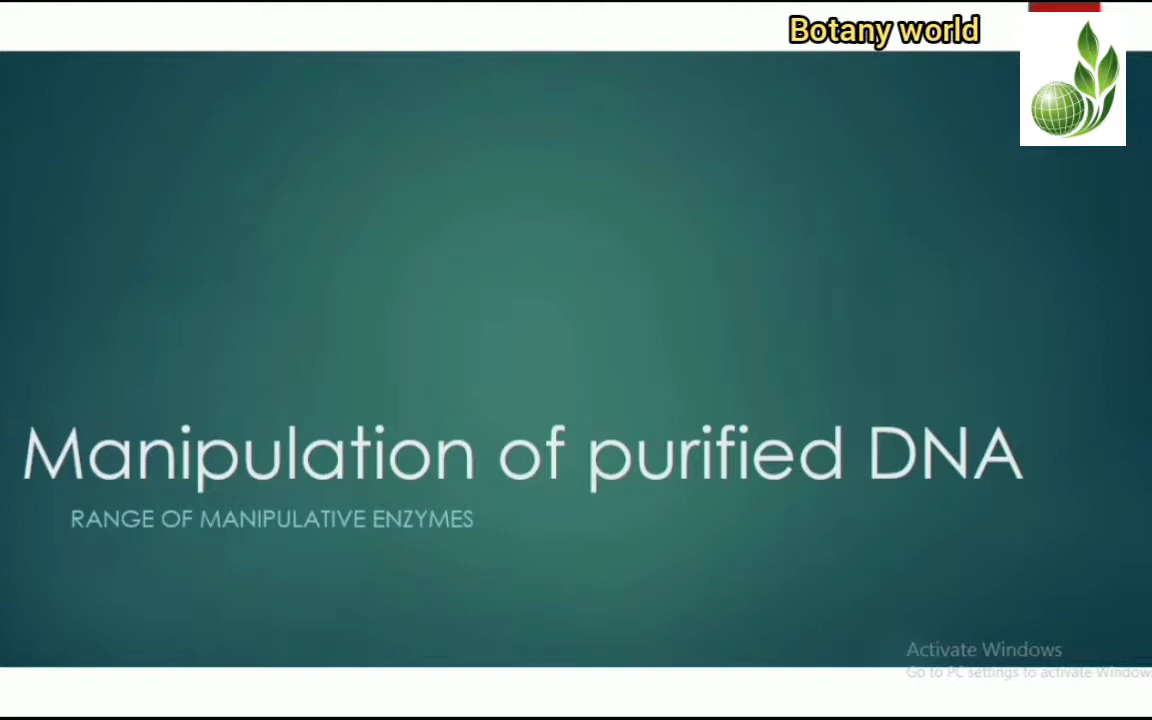 Botany world
Manipulation of purified DNA
RANGE OF MANIPULATIVE ENZYMES
Activate Windows
Go to PC settings to activate Windows